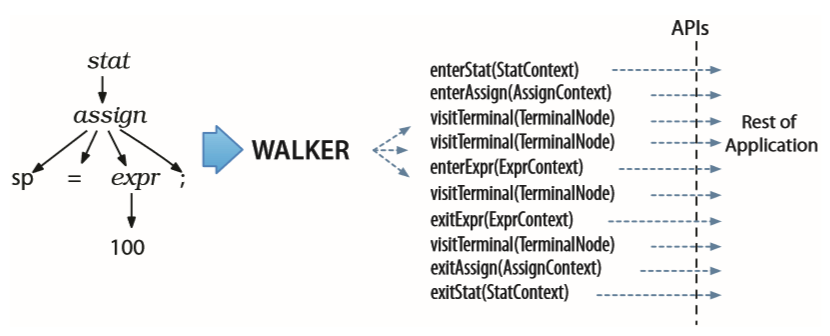 APIs
stat
assign
sp = expr ;
100
WALKER
enterStat(StatContext)
enterAssign(AssignContext)
visitTerminal(TerminalNode)
visitTerminal(TerminalNode)
enterExpr(ExprContext)
visitTerminal(TerminalNode)
exitExpr(ExprContext)
visitTerminal(TerminalNode)
exitAssign(AssignContext)
exitStat(StatContext)
Rest of
Application